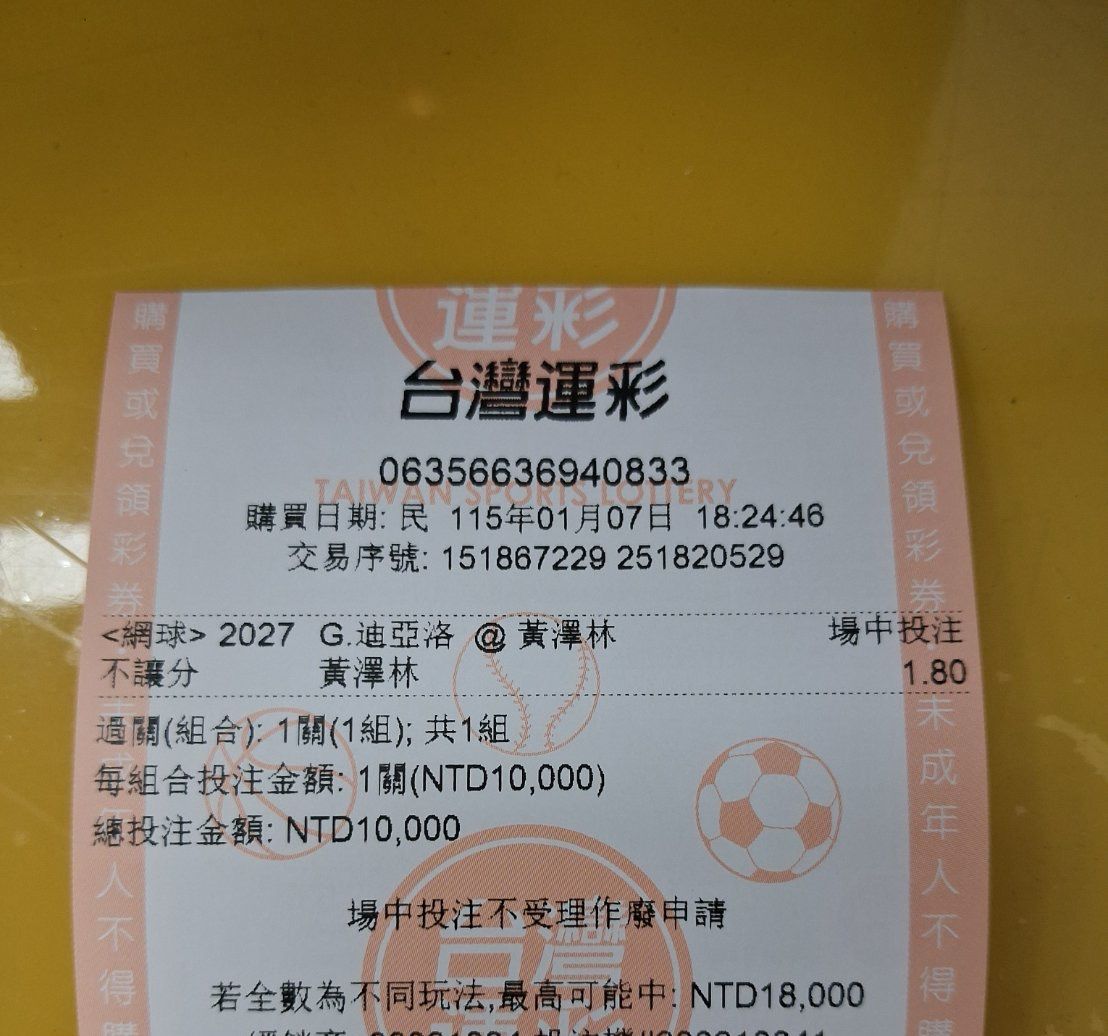 運彩
台灣運彩
06356636940833
TAIWAN SPORTS LOTTERY
購買日期: 民 115年01月07日 18:24:46
交易序號: 151867229 251820529
<網球> 2027 G.迪亞洛 @ 黃澤林 場中投注
不讓分 黃澤林 1.80
過關(組合): 1關(1組); 共1組
每組合投注金額: 1關(NTD10,000)
總投注金額: NTD10,000
場中投注不受理作廢申請
若全數為不同玩法,最高可能中: NTD18,000
購買或兌領彩券
未成年人不得購
購買或兌領彩券
未成年人不得購
台灣